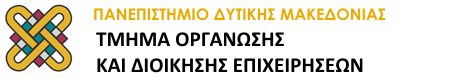 ΠΑΝΕΠΙΣΤΗΜΙΟ ΔΥΤΙΚΗΣ ΜΑΚΕΔΟΝΙΑΣ
ΤΜΗΜΑ ΟΡΓΑΝΩΣΗΣ
ΚΑΙ ΔΙΟΙΚΗΣΗΣ ΕΠΙΧΕΙΡΗΣΕΩΝ